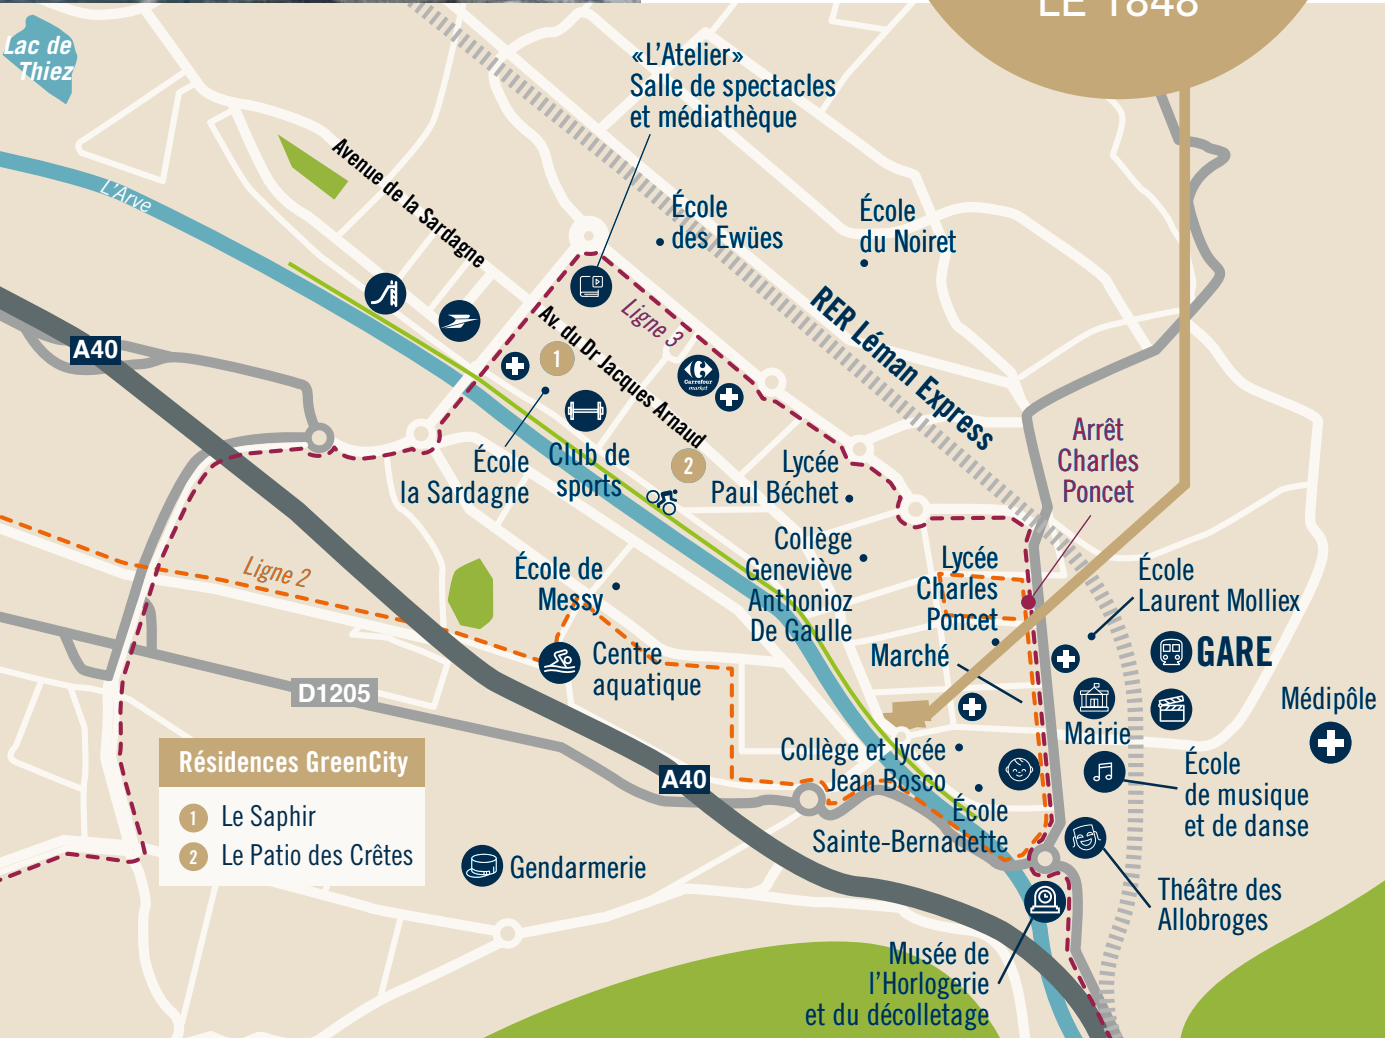 LE 1848
Lac de
Thiez
«L'Atelier»
Salle de spectacles
et médiathèque
Avenue de la Sardagne
L'Arve
École
des Ewües
École
du Noiret
RER Léman Express
Ligne 3
Av. du Dr Jacques Arnaud
A40
1
Carrefour
market
2
École
la Sardagne
Club de
sports
Lycée
Paul Béchet
Arrêt
Charles
Poncet
Ligne 2
École de
Messy
Collège
Geneviève
Anthonioz
De Gaulle
Lycée
Charles
Poncet
École
Laurent Molliex
Marché
GARE
Centre
aquatique
D1205
Médipôle
Mairie
Collège et lycée
Jean Bosco
École
de musique
et de danse
A40
École
Sainte-Bernadette
Résidences GreenCity
1 Le Saphir
2 Le Patio des Crêtes
Gendarmerie
Théâtre des
Allobroges
Musée de
l'Horlogerie
et du décolletage